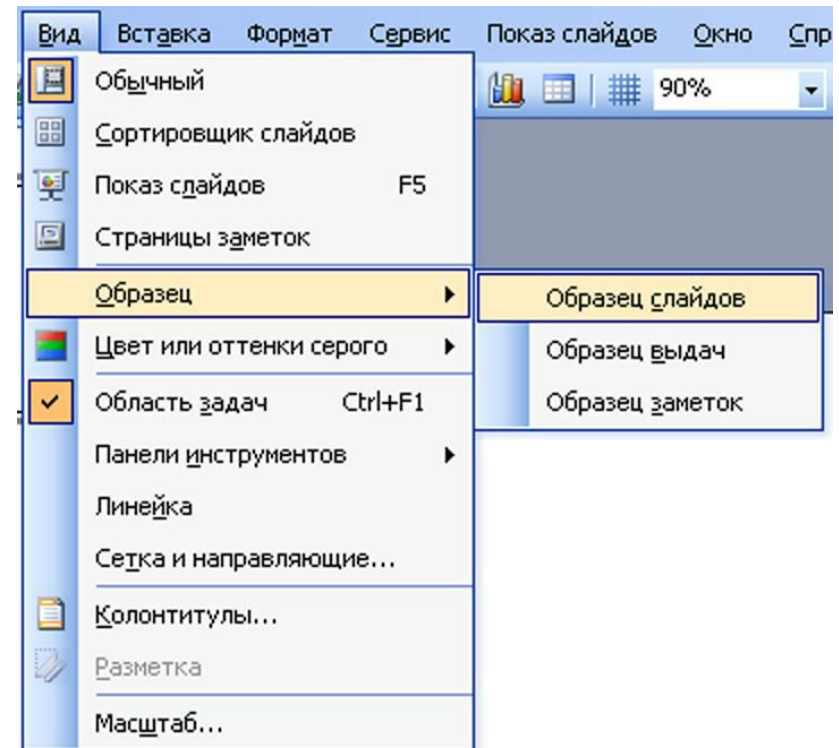 Вид Вставка Формат Сервис Показ слайдов Окно Спр
90%
Обычный
Сортировщик слайдов
Показ слайдов F5
Страницы заметок
Образец
Образец слайдов
Образец выдач
Образец заметок
Цвет или оттенки серого
Область задач Ctrl+F1
Панели инструментов
Линейка
Сетка и направляющие...
Колонтитулы...
Разметка
Масштаб...